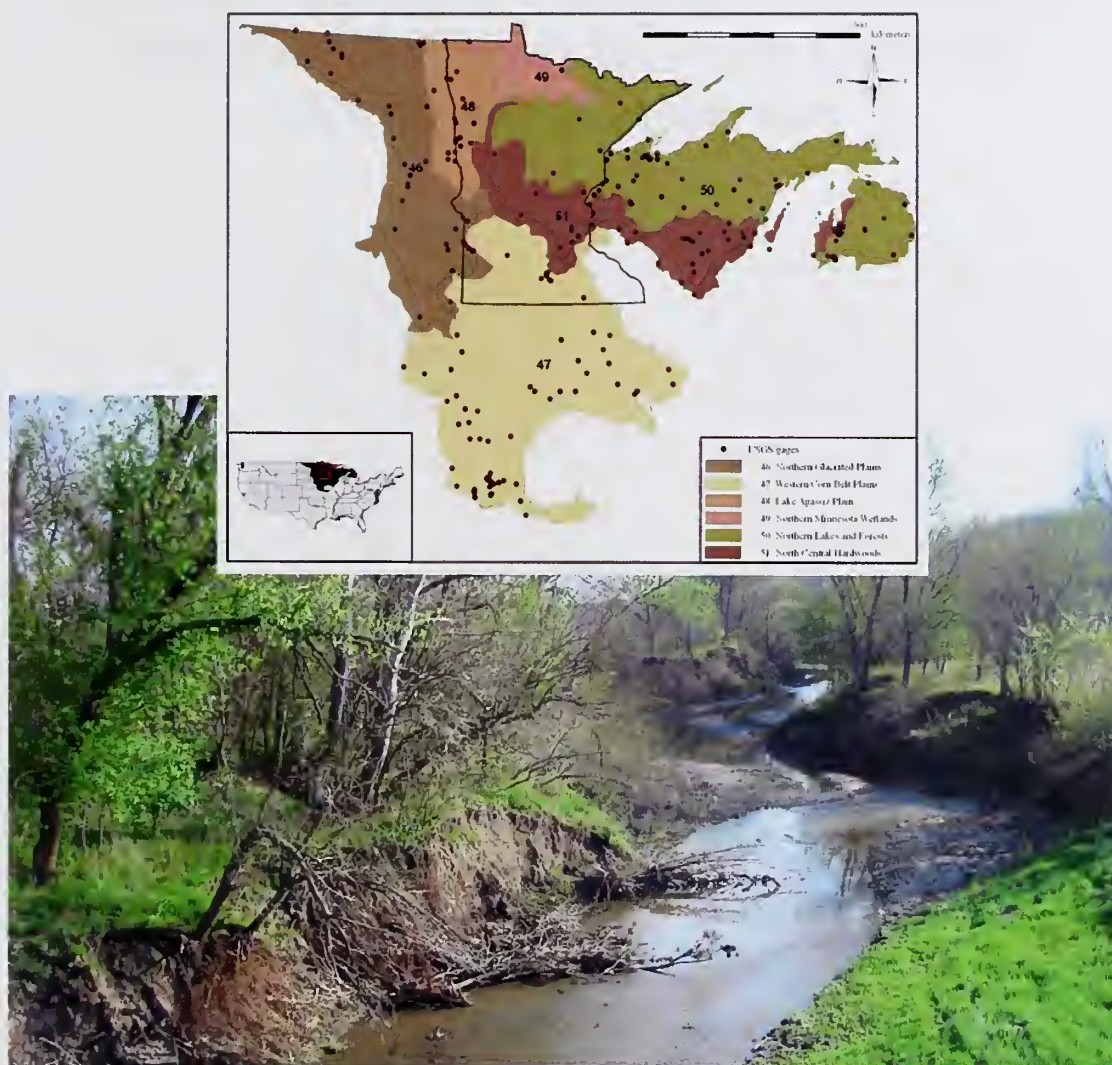 kilometers
N
49
48
46
50
51
47
USGS gages
46 Northern Glaciated Plains
47 Western Corn Belt Plains
48 Lake Agassiz Plain
49 Northern Minnesota Wetlands
50 Northern Lakes and Forests
51 North Central Hardwoods